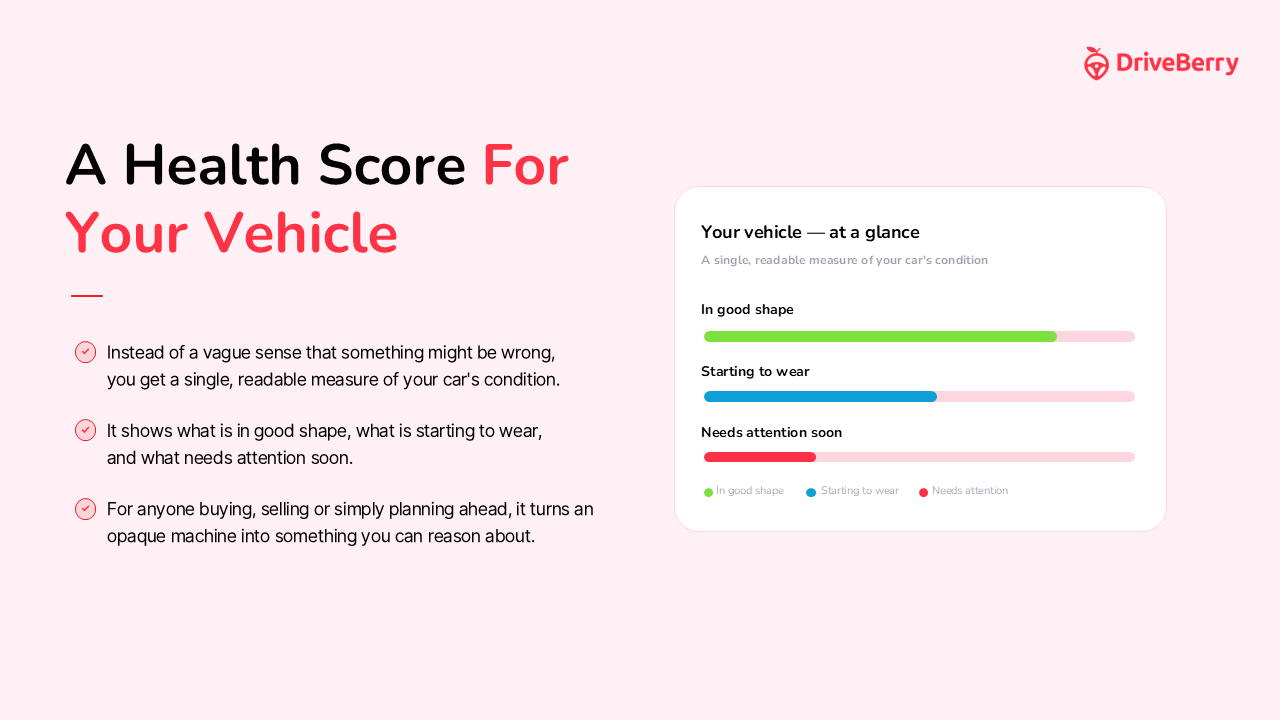 DriveBerry
A Health Score For
Your Vehicle
Instead of a vague sense that something might be wrong,
you get a single, readable measure of your car's condition.
It shows what is in good shape, what is starting to wear,
and what needs attention soon.
For anyone buying, selling or simply planning ahead, it turns an
opaque machine into something you can reason about.
Your vehicle — at a glance
A single, readable measure of your car's condition
In good shape
Starting to wear
Needs attention soon
In good shape Starting to wear Needs attention